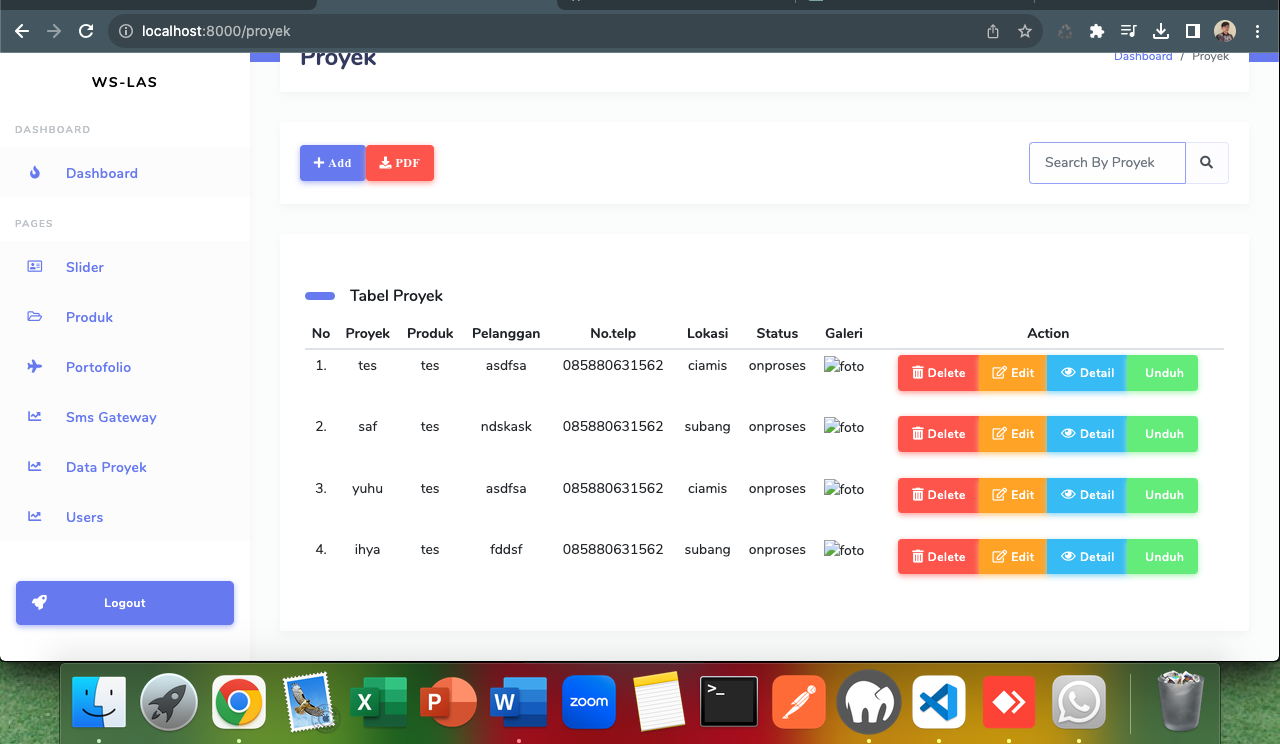 localhost:8000/proyek
WS-LAS
DASHBOARD
Dashboard
PAGES
Slider
Produk
Portofolio
Sms Gateway
Data Proyek
Users
Logout
Proyek
Dashboard / Proyek
Add PDF
Search By Proyek
Tabel Proyek
No Proyek Produk Pelanggan No.telp Lokasi Status Galeri Action
1. tes tes asdfsa 085880631562 ciamis onproses foto Delete Edit Detail Unduh
2. saf tes ndskask 085880631562 subang onproses foto Delete Edit Detail Unduh
3. yuhu tes asdfsa 085880631562 ciamis onproses foto Delete Edit Detail Unduh
4. ihya tes fddsf 085880631562 subang onproses foto Delete Edit Detail Unduh
X P W zoom >_